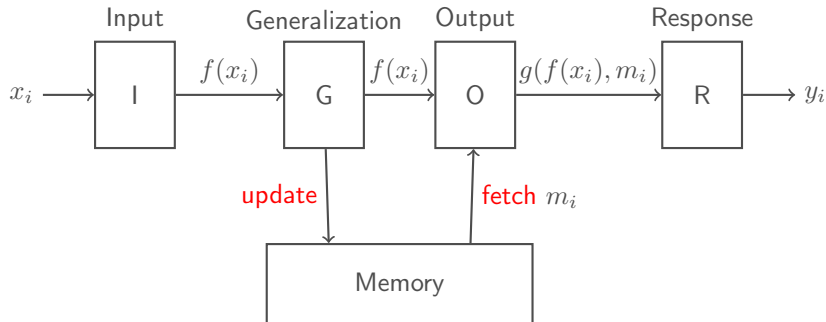 Input Generalization Output Response
x_i I f(x_i) G f(x_i) O g(f(x_i), m_i) R y_i
update fetch m_i
Memory